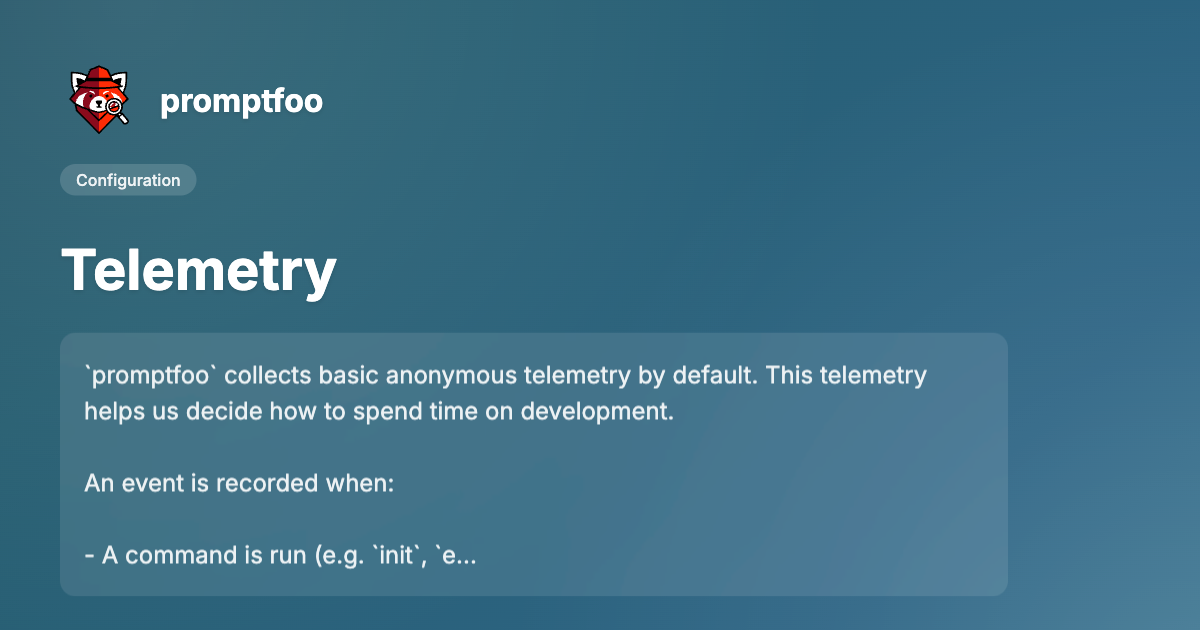 promptfoo
Configuration
Telemetry
`promptfoo` collects basic anonymous telemetry by default. This telemetry
helps us decide how to spend time on development.
An event is recorded when:
- A command is run (e.g. `init`, `e...